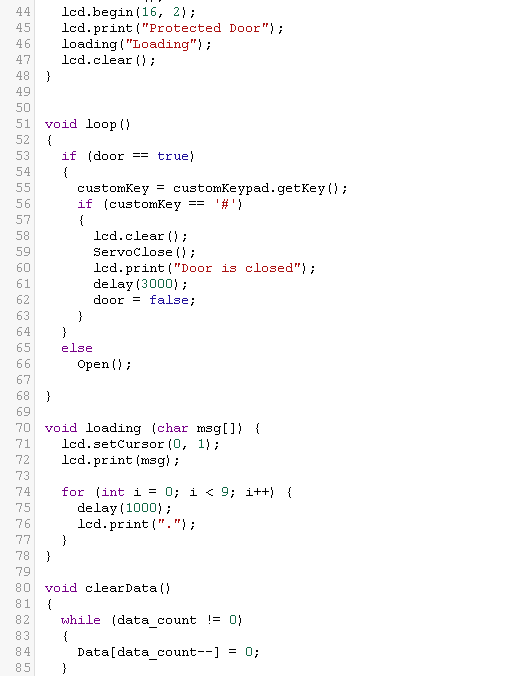 44 lcd.begin(16, 2);
45 lcd.print("Protected Door");
46 loading("Loading");
47 lcd.clear();
48 }
49
50
51 void loop()
52 {
53 if (door == true)
54 {
55 customKey = customKeypad.getKey();
56 if (customKey == '#')
57 {
58 lcd.clear();
59 ServoClose();
60 lcd.print("Door is closed");
61 delay(3000);
62 door = false;
63 }
64 }
65 else
66 Open();
67
68 }
69
70 void loading (char msg[]) {
71 lcd.setCursor(0, 1);
72 lcd.print(msg);
73
74 for (int i = 0; i < 9; i++) {
75 delay(1000);
76 lcd.print(".");
77 }
78 }
79
80 void clearData()
81 {
82 while (data_count != 0)
83 {
84 Data[data_count--] = 0;
85 }